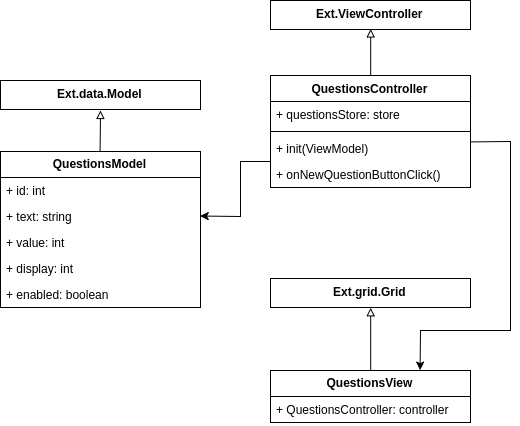 Ext.ViewController
QuestionsController
+ questionsStore: store
+ init(ViewModel)
+ onNewQuestionButtonClick()
Ext.data.Model
QuestionsModel
+ id: int
+ text: string
+ value: int
+ display: int
+ enabled: boolean
Ext.grid.Grid
QuestionsView
+ QuestionsController: controller